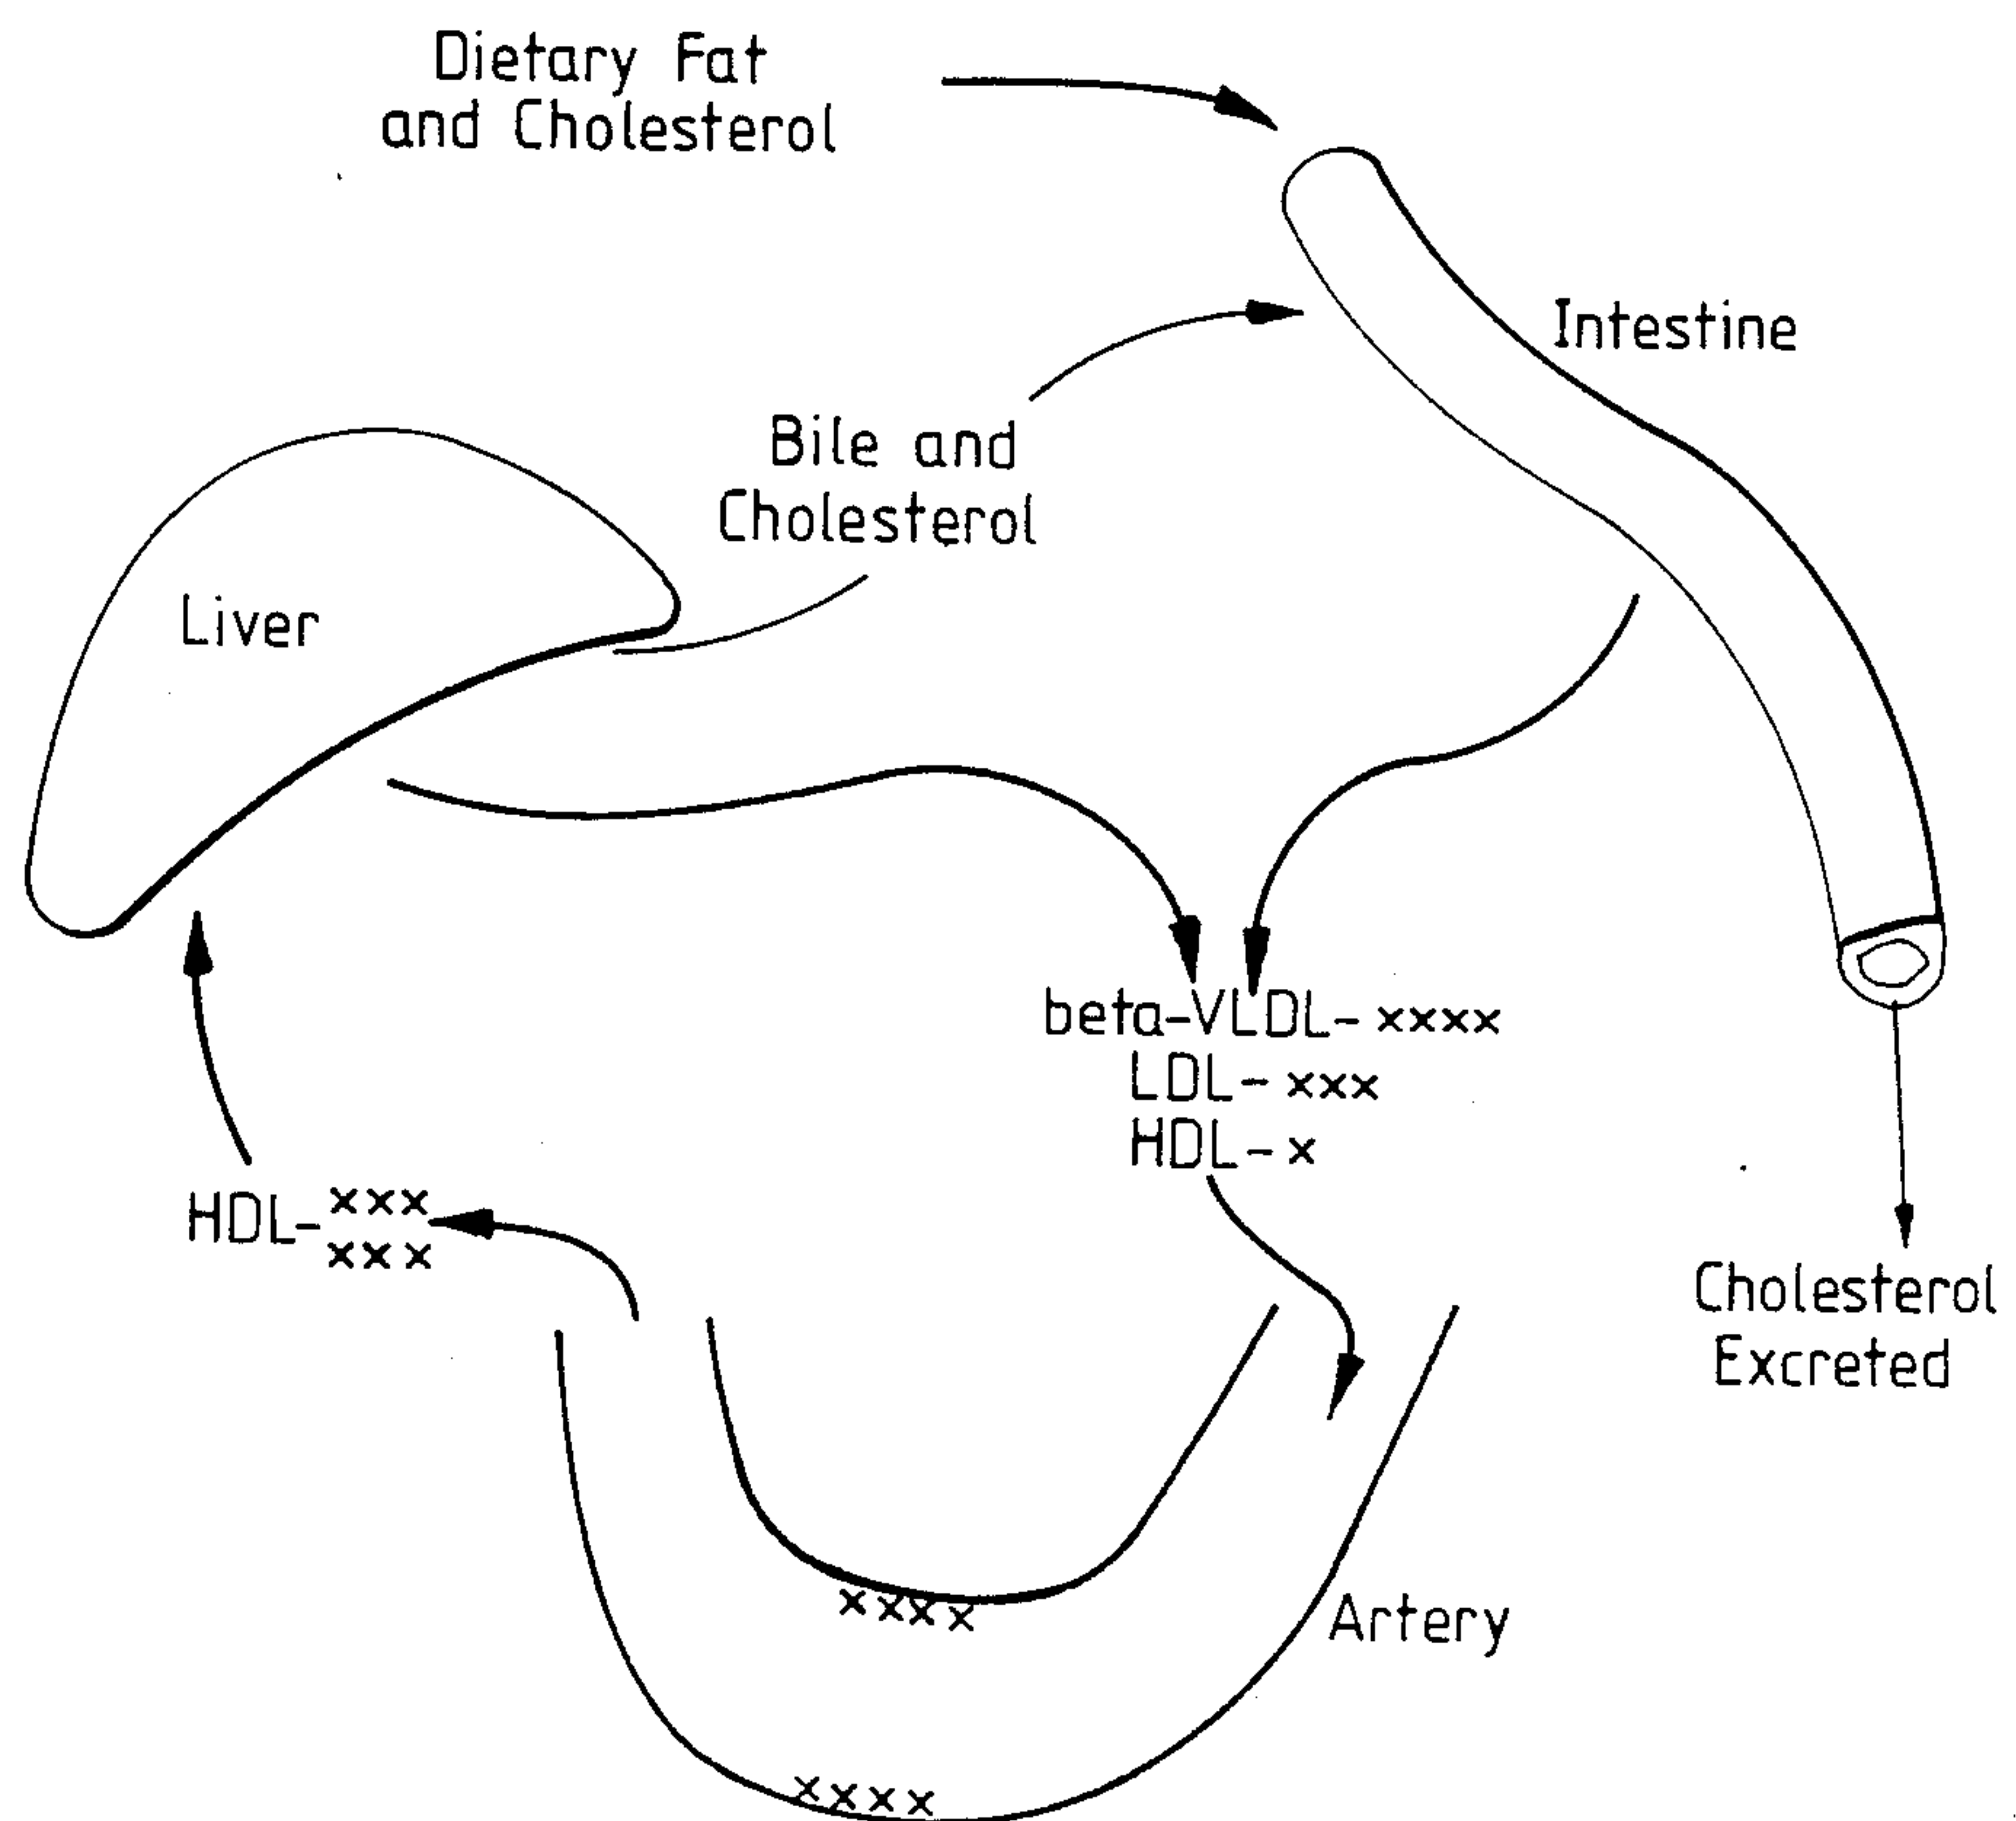 Dietary Fat
and Cholesterol
Intestine
Bile and
Cholesterol
Liver
beta-VLDL- xxxx
LDL- xxx
HDL- x
HDL- xxx
xxx
Cholesterol
Excreted
xxxx
Artery
xxxx